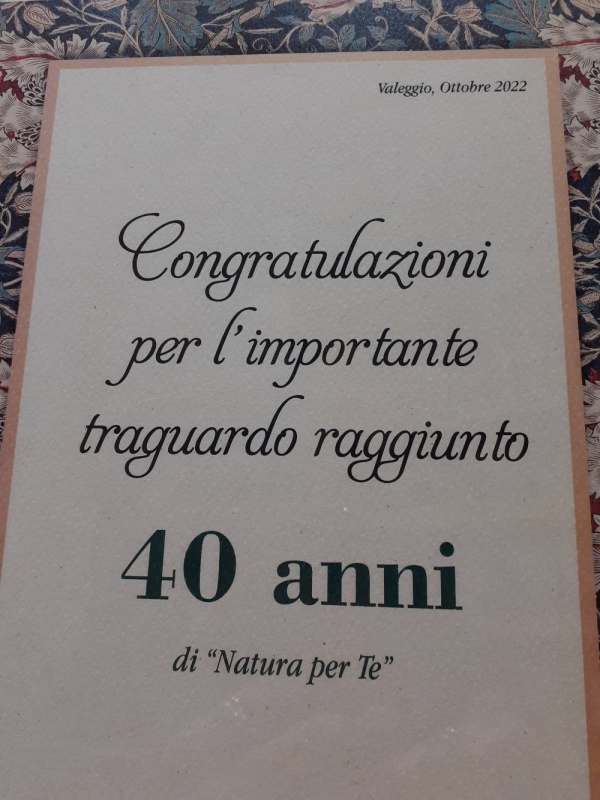 Valeggio, Ottobre 2022
Congratulazioni
per l'importante
traguardo raggiunto
40 anni
di “Natura per Te”